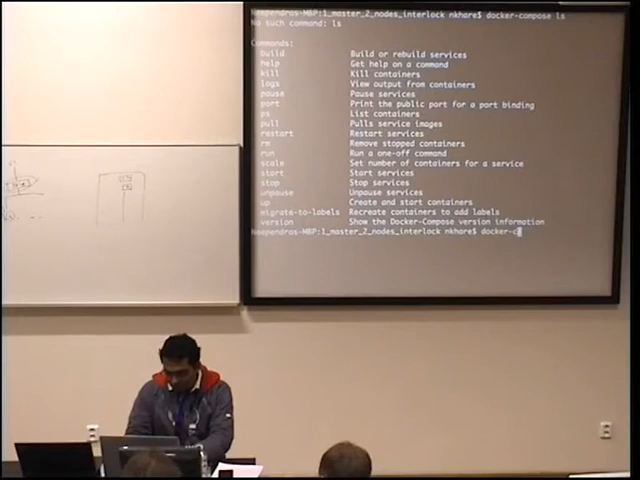 Neependras-MBP:1_master_2_nodes_interlock nkhare$ docker-compose ls
No such command: ls
Commands:
build Build or rebuild services
help Get help on a command
kill Kill containers
logs View output from containers
pause Pause services
port Print the public port for a port binding
ps List containers
pull Pulls service images
restart Restart services
rm Remove stopped containers
run Run a one-off command
scale Set number of containers for a service
start Start services
stop Stop services
unpause Unpause services
up Create and start containers
migrate-to-labels Recreate containers to add labels
version Show the Docker-Compose version information
Neependras-MBP:1_master_2_nodes_interlock nkhare$ docker-c